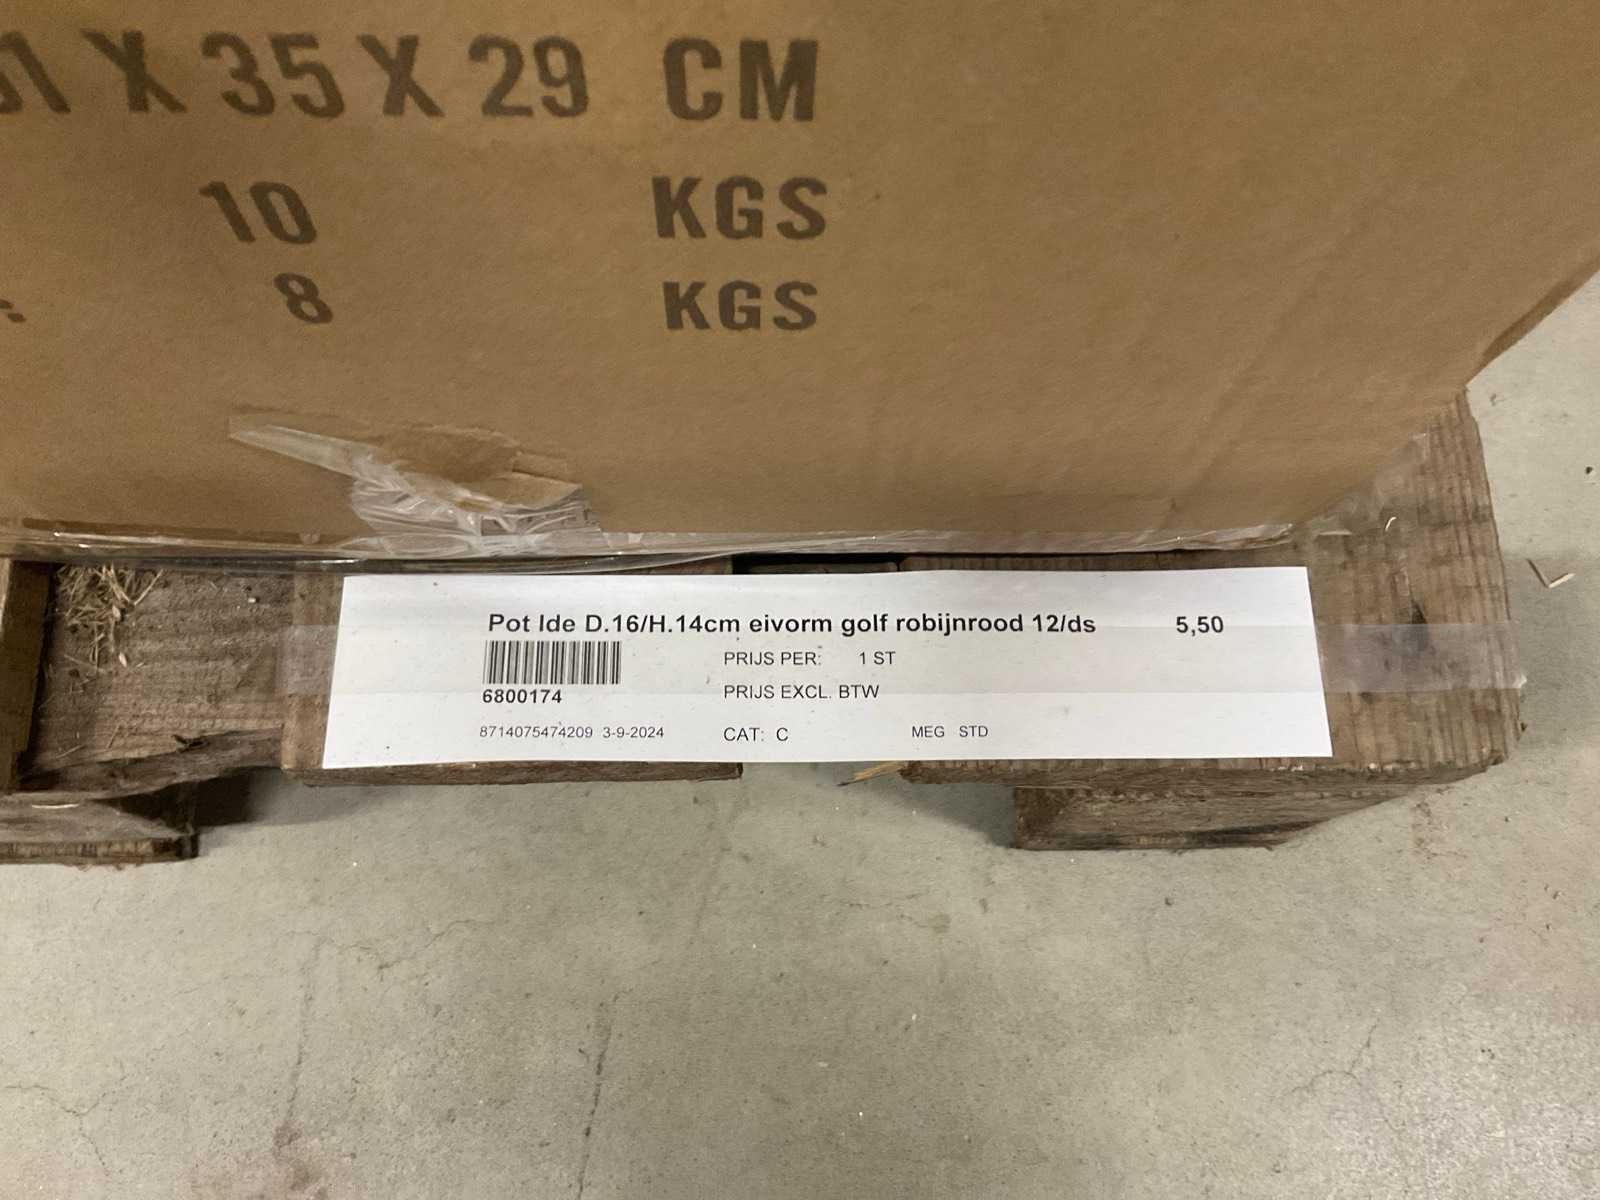 X 35 X 29 CM
10 KGS
8 KGS
Pot Ide D.16/H.14cm eivorm golf robijnrood 12/ds 5,50
PRIJS PER: 1 ST
6800174 PRIJS EXCL. BTW
8714075474209 3-9-2024 CAT: C MEG STD